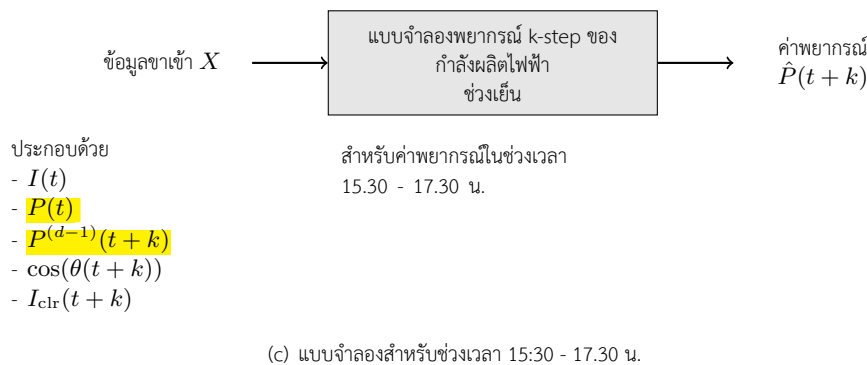 ข้อมูลขาเข้า X
แบบจำลองพยากรณ์ k-step ของ
กำลังผลิตไฟฟ้า
ช่วงเย็น
ค่าพยากรณ์
P̂(t + k)
ประกอบด้วย
- I(t)
- P(t)
- P^(d−1)(t + k)
- cos(θ(t + k))
- I_clr(t + k)
สำหรับค่าพยากรณ์ในช่วงเวลา
15.30 - 17.30 น.
(c) แบบจำลองสำหรับช่วงเวลา 15:30 - 17.30 น.